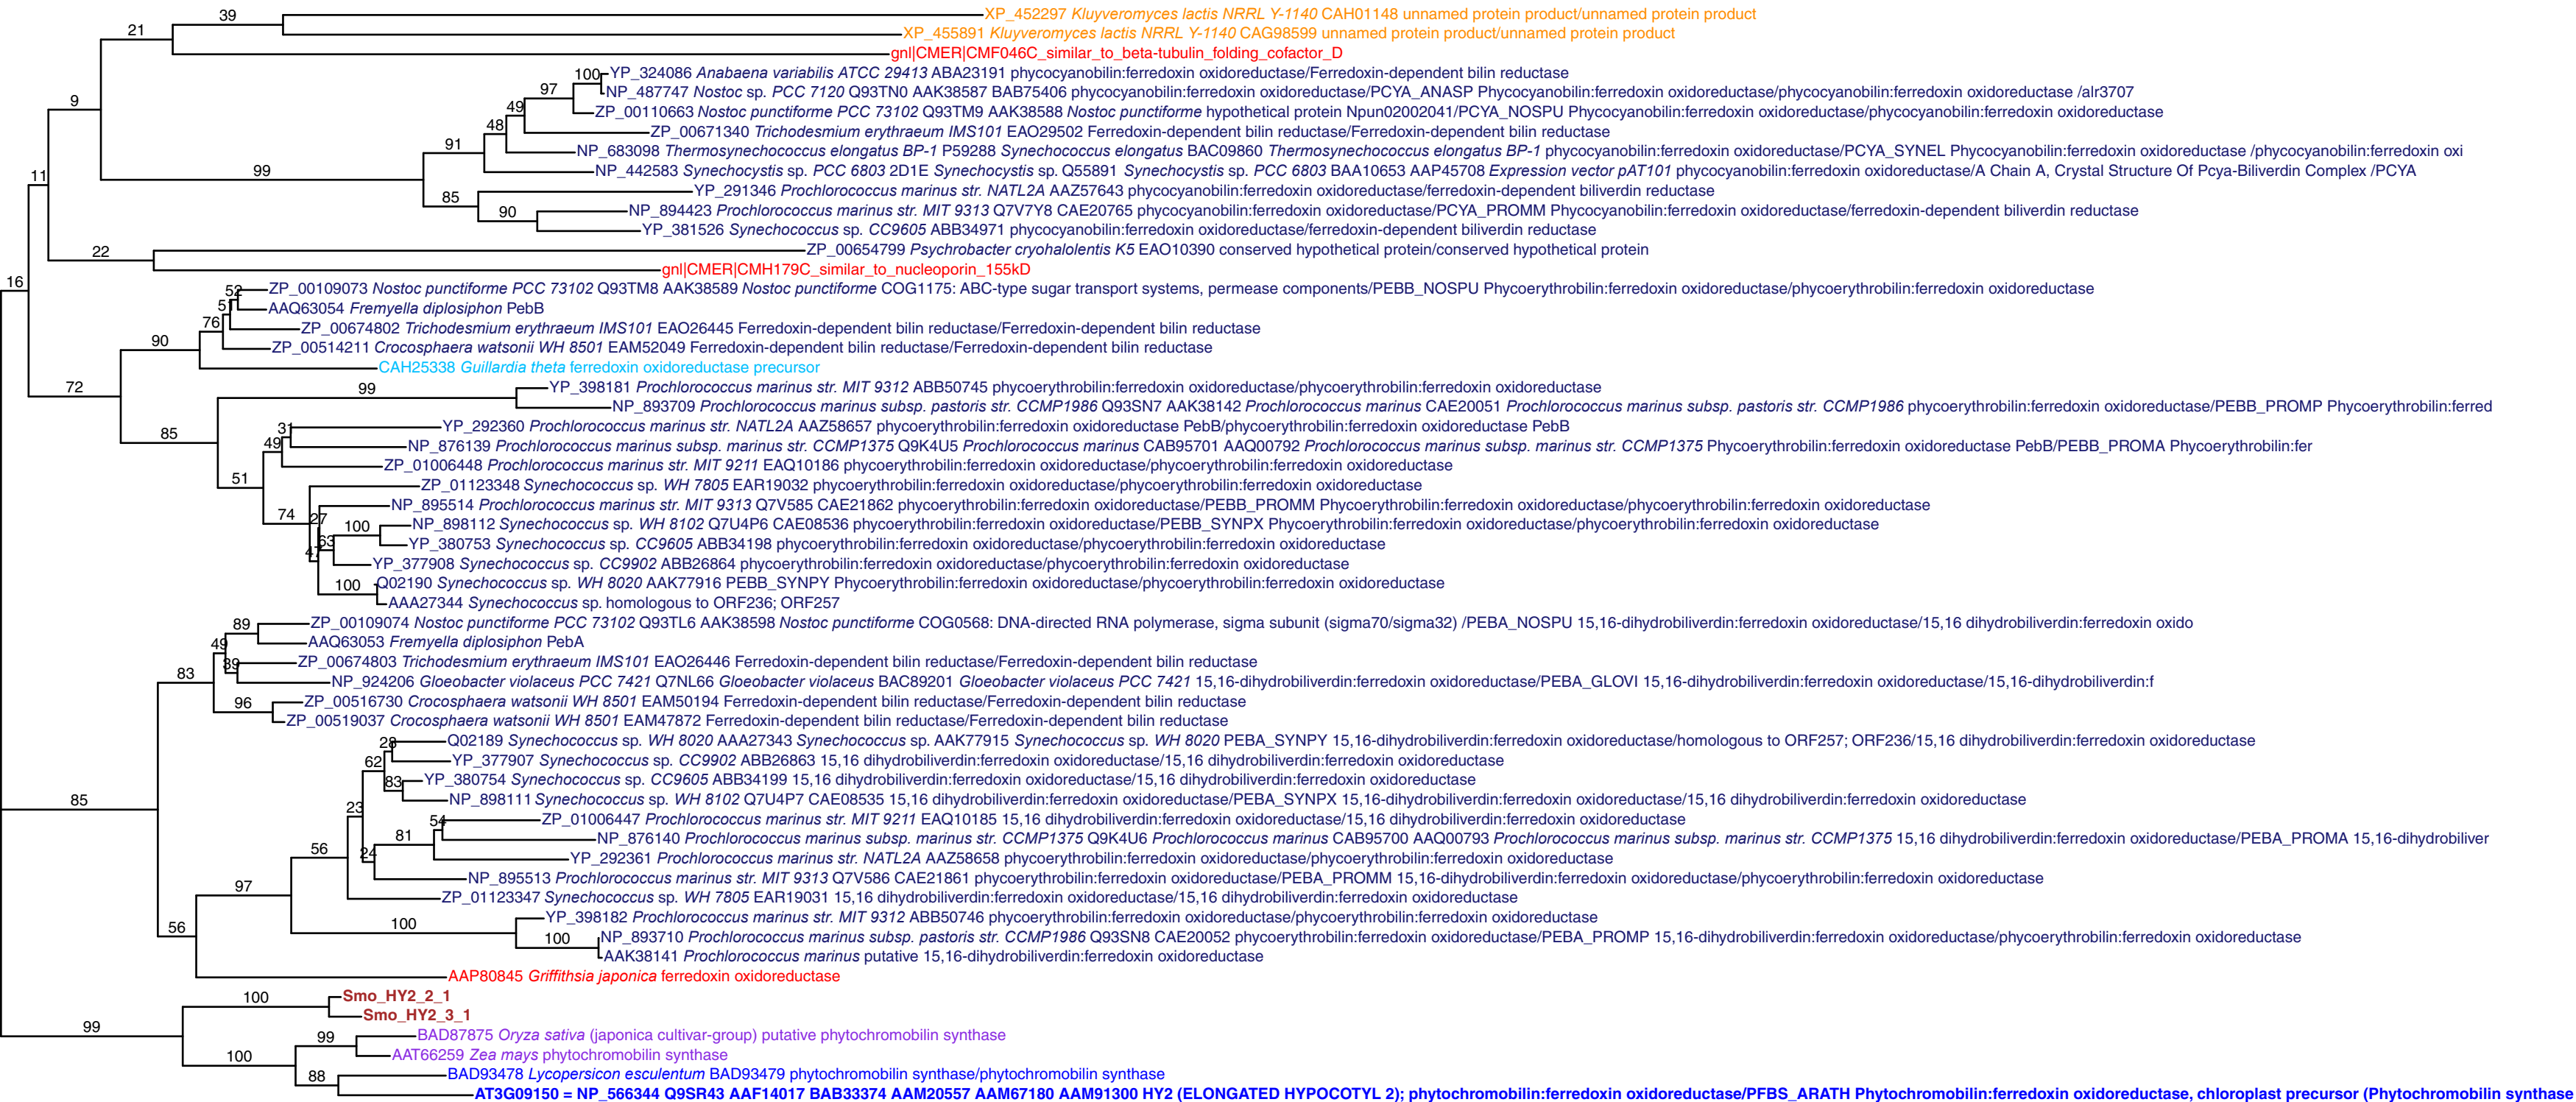 39
XP_452297 Kluyveromyces lactis NRRL Y-1140 CAH01148 unnamed protein product/unnamed protein product
21
XP_455891 Kluyveromyces lactis NRRL Y-1140 CAG98599 unnamed protein product/unnamed protein product
gnl|CMER|CMF046C_similar_to_beta-tubulin_folding_cofactor_D
100
YP_324086 Anabaena variabilis ATCC 29413 ABA23191 phycocyanobilin:ferredoxin oxidoreductase/Ferredoxin-dependent bilin reductase
97
NP_487747 Nostoc sp. PCC 7120 Q93TN0 AAK38587 BAB75406 phycocyanobilin:ferredoxin oxidoreductase/PCYA_ANASP Phycocyanobilin:ferredoxin oxidoreductase/phycocyanobilin:ferredoxin oxidoreductase /alr3707
9
49
ZP_00110663 Nostoc punctiforme PCC 73102 Q93TM9 AAK38588 Nostoc punctiforme hypothetical protein Npun02002041/PCYA_NOSPU Phycocyanobilin:ferredoxin oxidoreductase/phycocyanobilin:ferredoxin oxidoreductase
48
ZP_00671340 Trichodesmium erythraeum IMS101 EAO29502 Ferredoxin-dependent bilin reductase/Ferredoxin-dependent bilin reductase
91
NP_683098 Thermosynechococcus elongatus BP-1 P59288 Synechococcus elongatus BAC09860 Thermosynechococcus elongatus BP-1 phycocyanobilin:ferredoxin oxidoreductase/PCYA_SYNEL Phycocyanobilin:ferredoxin oxidoreductase /phycocyanobilin:ferredoxin oxi
99
NP_442583 Synechocystis sp. PCC 6803 2D1E Synechocystis sp. Q55891 Synechocystis sp. PCC 6803 BAA10653 AAP45708 Expression vector pAT101 phycocyanobilin:ferredoxin oxidoreductase/A Chain A, Crystal Structure Of Pcya-Biliverdin Complex /PCYA
11
YP_291346 Prochlorococcus marinus str. NATL2A AAZ57643 phycocyanobilin:ferredoxin oxidoreductase/ferredoxin-dependent biliverdin reductase
85
90
NP_894423 Prochlorococcus marinus str. MIT 9313 Q7V7Y8 CAE20765 phycocyanobilin:ferredoxin oxidoreductase/PCYA_PROMM Phycocyanobilin:ferredoxin oxidoreductase/ferredoxin-dependent biliverdin reductase
YP_381526 Synechococcus sp. CC9605 ABB34971 phycocyanobilin:ferredoxin oxidoreductase/ferredoxin-dependent biliverdin reductase
22
ZP_00654799 Psychrobacter cryohalolentis K5 EAO10390 conserved hypothetical protein/conserved hypothetical protein
gnl|CMER|CMH179C_similar_to_nucleoporin_155kD
16
52
ZP_00109073 Nostoc punctiforme PCC 73102 Q93TM8 AAK38589 Nostoc punctiforme COG1175: ABC-type sugar transport systems, permease components/PEBB_NOSPU Phycoerythrobilin:ferredoxin oxidoreductase/phycoerythrobilin:ferredoxin oxidoreductase
51
AAQ63054 Fremyella diplosiphon PebB
76
ZP_00674802 Trichodesmium erythraeum IMS101 EAO26445 Ferredoxin-dependent bilin reductase/Ferredoxin-dependent bilin reductase
90
ZP_00514211 Crocosphaera watsonii WH 8501 EAM52049 Ferredoxin-dependent bilin reductase/Ferredoxin-dependent bilin reductase
CAH25338 Guillardia theta ferredoxin oxidoreductase precursor
72
99
YP_398181 Prochlorococcus marinus str. MIT 9312 ABB50745 phycoerythrobilin:ferredoxin oxidoreductase/phycoerythrobilin:ferredoxin oxidoreductase
NP_893709 Prochlorococcus marinus subsp. pastoris str. CCMP1986 Q93SN7 AAK38142 Prochlorococcus marinus CAE20051 Prochlorococcus marinus subsp. pastoris str. CCMP1986 phycoerythrobilin:ferredoxin oxidoreductase/PEBB_PROMP Phycoerythrobilin:ferred
85
31
YP_292360 Prochlorococcus marinus str. NATL2A AAZ58657 phycoerythrobilin:ferredoxin oxidoreductase PebB/phycoerythrobilin:ferredoxin oxidoreductase PebB
49
NP_876139 Prochlorococcus marinus subsp. marinus str. CCMP1375 Q9K4U5 Prochlorococcus marinus CAB95701 AAQ00792 Prochlorococcus marinus subsp. marinus str. CCMP1375 Phycoerythrobilin:ferredoxin oxidoreductase PebB/PEBB_PROMA Phycoerythrobilin:fer
ZP_01006448 Prochlorococcus marinus str. MIT 9211 EAQ10186 phycoerythrobilin:ferredoxin oxidoreductase/phycoerythrobilin:ferredoxin oxidoreductase
51
ZP_01123348 Synechococcus sp. WH 7805 EAR19032 phycoerythrobilin:ferredoxin oxidoreductase/phycoerythrobilin:ferredoxin oxidoreductase
NP_895514 Prochlorococcus marinus str. MIT 9313 Q7V585 CAE21862 phycoerythrobilin:ferredoxin oxidoreductase/PEBB_PROMM Phycoerythrobilin:ferredoxin oxidoreductase/phycoerythrobilin:ferredoxin oxidoreductase
74
27
100
NP_898112 Synechococcus sp. WH 8102 Q7U4P6 CAE08536 phycoerythrobilin:ferredoxin oxidoreductase/PEBB_SYNPX Phycoerythrobilin:ferredoxin oxidoreductase/phycoerythrobilin:ferredoxin oxidoreductase
63
YP_380753 Synechococcus sp. CC9605 ABB34198 phycoerythrobilin:ferredoxin oxidoreductase/phycoerythrobilin:ferredoxin oxidoreductase
47
YP_377908 Synechococcus sp. CC9902 ABB26864 phycoerythrobilin:ferredoxin oxidoreductase/phycoerythrobilin:ferredoxin oxidoreductase
100
Q02190 Synechococcus sp. WH 8020 AAK77916 PEBB_SYNPY Phycoerythrobilin:ferredoxin oxidoreductase/phycoerythrobilin:ferredoxin oxidoreductase
AAA27344 Synechococcus sp. homologous to ORF236; ORF257
89
ZP_00109074 Nostoc punctiforme PCC 73102 Q93TL6 AAK38598 Nostoc punctiforme COG0568: DNA-directed RNA polymerase, sigma subunit (sigma70/sigma32) /PEBA_NOSPU 15,16-dihydrobiliverdin:ferredoxin oxidoreductase/15,16 dihydrobiliverdin:ferredoxin oxido
49
AAQ63053 Fremyella diplosiphon PebA
39
ZP_00674803 Trichodesmium erythraeum IMS101 EAO26446 Ferredoxin-dependent bilin reductase/Ferredoxin-dependent bilin reductase
83
NP_924206 Gloeobacter violaceus PCC 7421 Q7NL66 Gloeobacter violaceus BAC89201 Gloeobacter violaceus PCC 7421 15,16-dihydrobiliverdin:ferredoxin oxidoreductase/PEBA_GLOVI 15,16-dihydrobiliverdin:ferredoxin oxidoreductase/15,16-dihydrobiliverdin:f
96
ZP_00516730 Crocosphaera watsonii WH 8501 EAM50194 Ferredoxin-dependent bilin reductase/Ferredoxin-dependent bilin reductase
ZP_00519037 Crocosphaera watsonii WH 8501 EAM47872 Ferredoxin-dependent bilin reductase/Ferredoxin-dependent bilin reductase
28
Q02189 Synechococcus sp. WH 8020 AAA27343 Synechococcus sp. AAK77915 Synechococcus sp. WH 8020 PEBA_SYNPY 15,16-dihydrobiliverdin:ferredoxin oxidoreductase/homologous to ORF257; ORF236/15,16 dihydrobiliverdin:ferredoxin oxidoreductase
62
YP_377907 Synechococcus sp. CC9902 ABB26863 15,16 dihydrobiliverdin:ferredoxin oxidoreductase/15,16 dihydrobiliverdin:ferredoxin oxidoreductase
83
YP_380754 Synechococcus sp. CC9605 ABB34199 15,16 dihydrobiliverdin:ferredoxin oxidoreductase/15,16 dihydrobiliverdin:ferredoxin oxidoreductase
85
NP_898111 Synechococcus sp. WH 8102 Q7U4P7 CAE08535 15,16 dihydrobiliverdin:ferredoxin oxidoreductase/PEBA_SYNPX 15,16-dihydrobiliverdin:ferredoxin oxidoreductase/15,16 dihydrobiliverdin:ferredoxin oxidoreductase
23
54
ZP_01006447 Prochlorococcus marinus str. MIT 9211 EAQ10185 15,16 dihydrobiliverdin:ferredoxin oxidoreductase/15,16 dihydrobiliverdin:ferredoxin oxidoreductase
81
NP_876140 Prochlorococcus marinus subsp. marinus str. CCMP1375 Q9K4U6 Prochlorococcus marinus CAB95700 AAQ00793 Prochlorococcus marinus subsp. marinus str. CCMP1375 15,16 dihydrobiliverdin:ferredoxin oxidoreductase/PEBA_PROMA 15,16-dihydrobiliver
56
24
YP_292361 Prochlorococcus marinus str. NATL2A AAZ58658 phycoerythrobilin:ferredoxin oxidoreductase/phycoerythrobilin:ferredoxin oxidoreductase
NP_895513 Prochlorococcus marinus str. MIT 9313 Q7V586 CAE21861 phycoerythrobilin:ferredoxin oxidoreductase/PEBA_PROMM 15,16-dihydrobiliverdin:ferredoxin oxidoreductase/phycoerythrobilin:ferredoxin oxidoreductase
97
ZP_01123347 Synechococcus sp. WH 7805 EAR19031 15,16 dihydrobiliverdin:ferredoxin oxidoreductase/15,16 dihydrobiliverdin:ferredoxin oxidoreductase
100
YP_398182 Prochlorococcus marinus str. MIT 9312 ABB50746 phycoerythrobilin:ferredoxin oxidoreductase/phycoerythrobilin:ferredoxin oxidoreductase
56
100
NP_893710 Prochlorococcus marinus subsp. pastoris str. CCMP1986 Q93SN8 CAE20052 phycoerythrobilin:ferredoxin oxidoreductase/PEBA_PROMP 15,16-dihydrobiliverdin:ferredoxin oxidoreductase/phycoerythrobilin:ferredoxin oxidoreductase
AAK38141 Prochlorococcus marinus putative 15,16-dihydrobiliverdin:ferredoxin oxidoreductase
AAP80845 Griffithsia japonica ferredoxin oxidoreductase
100
Smo_HY2_2_1
Smo_HY2_3_1
99
99
BAD87875 Oryza sativa (japonica cultivar-group) putative phytochromobilin synthase
100
AAT66259 Zea mays phytochromobilin synthase
88
BAD93478 Lycopersicon esculentum BAD93479 phytochromobilin synthase/phytochromobilin synthase
AT3G09150 = NP_566344 Q9SR43 AAF14017 BAB33374 AAM20557 AAM67180 AAM91300 HY2 (ELONGATED HYPOCOTYL 2); phytochromobilin:ferredoxin oxidoreductase/PFBS_ARATH Phytochromobilin:ferredoxin oxidoreductase, chloroplast precursor (Phytochromobilin synthase